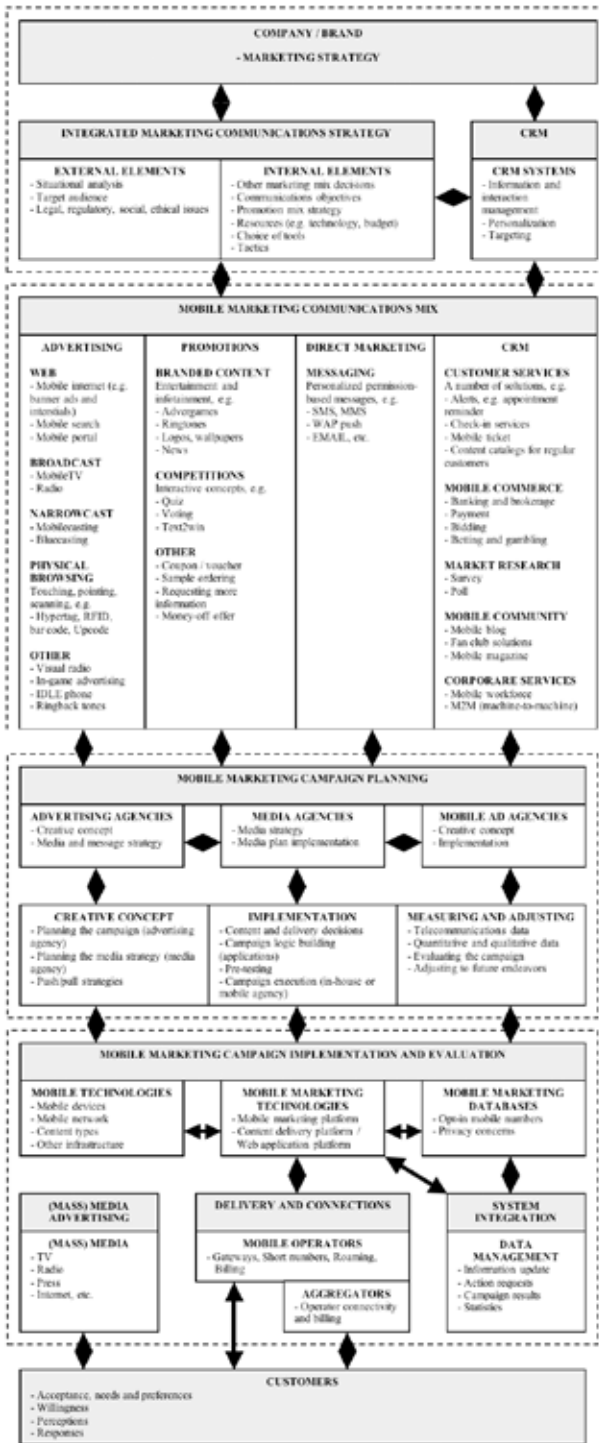 COMPANY / BRAND
- MARKETING STRATEGY
INTEGRATED MARKETING COMMUNICATIONS STRATEGY
EXTERNAL ELEMENTS
- Situational analysis
- Target audience
- Legal, regulatory, social, ethical issues
INTERNAL ELEMENTS
- Other marketing mix decisions
- Communications objectives
- Promotion mix strategy
- Resources (e.g. technology, budget)
- Choice of tools
- Tactics
CRM
CRM SYSTEMS
- Information and
interaction
management
- Personalization
- Targeting
MOBILE MARKETING COMMUNICATIONS MIX
ADVERTISING
WEB
- Mobile internet (e.g.
banner ads and
interstials)
- Mobile search
- Mobile portal
BROADCAST
- MobileTV
- Radio
NARROWCAST
- Mobilecasting
- Bluecasting
PHYSICAL
BROWSING
Touching, pointing,
scanning, e.g.
- Hypertag, RFID,
bar code, Upcode
OTHER
- Visual radio
- In-game advertising
- IDLE phone
- Ringback tones
PROMOTIONS
BRANDED CONTENT
Entertainment and
infotainment, e.g.
- Advergames
- Ringtones
- Logos, wallpapers
- News
COMPETITIONS
Interactive concepts, e.g.
- Quiz
- Voting
- Text2win
OTHER
- Coupon / voucher
- Sample ordering
- Requesting more
information
- Money-off offer
DIRECT MARKETING
MESSAGING
Personalized permission-
based messages, e.g.
- SMS, MMS
- WAP push
- EMAIL, etc.
CRM
CUSTOMER SERVICES
A number of solutions, e.g.
- Alerts, e.g. appointment
reminder
- Check-in services
- Mobile ticket
- Content catalogs for regular
customers
MOBILE COMMERCE
- Banking and brokerage
- Payment
- Bidding
- Betting and gambling
MARKET RESEARCH
- Survey
- Poll
MOBILE COMMUNITY
- Mobile blog
- Fan club solutions
- Mobile magazine
CORPORARE SERVICES
- Mobile workforce
- M2M (machine-to-machine)
MOBILE MARKETING CAMPAIGN PLANNING
ADVERTISING AGENCIES
- Creative concept
- Media and message strategy
MEDIA AGENCIES
- Media strategy
- Media plan implementation
MOBILE AD AGENCIES
- Creative concept
- Implementation
CREATIVE CONCEPT
- Planning the campaign (advertising
agency)
- Planning the media strategy (media
agency)
- Push/pull strategies
IMPLEMENTATION
- Content and delivery decisions
- Campaign logic building
(applications)
- Pre-testing
- Campaign execution (in-house or
mobile agency)
MEASURING AND ADJUSTING
- Telecommunications data
- Quantitative and qualitative data
- Evaluating the campaign
- Adjusting to future endeavors
MOBILE MARKETING CAMPAIGN IMPLEMENTATION AND EVALUATION
MOBILE TECHNOLOGIES
- Mobile devices
- Mobile network
- Content types
- Other infrastructure
MOBILE MARKETING
TECHNOLOGIES
- Mobile marketing platform
- Content delivery platform /
Web application platform
MOBILE MARKETING
DATABASES
- Opt-in mobile numbers
- Privacy concerns
(MASS) MEDIA
ADVERTISING
(MASS) MEDIA
- TV
- Radio
- Press
- Internet, etc.
DELIVERY AND CONNECTIONS
MOBILE OPERATORS
- Gateways, Short numbers, Roaming,
Billing
AGGREGATORS
- Operator connectivity
and billing
SYSTEM
INTEGRATION
DATA
MANAGEMENT
- Information update
- Action requests
- Campaign results
- Statistics
CUSTOMERS
- Acceptance, needs and preferences
- Willingness
- Perceptions
- Responses